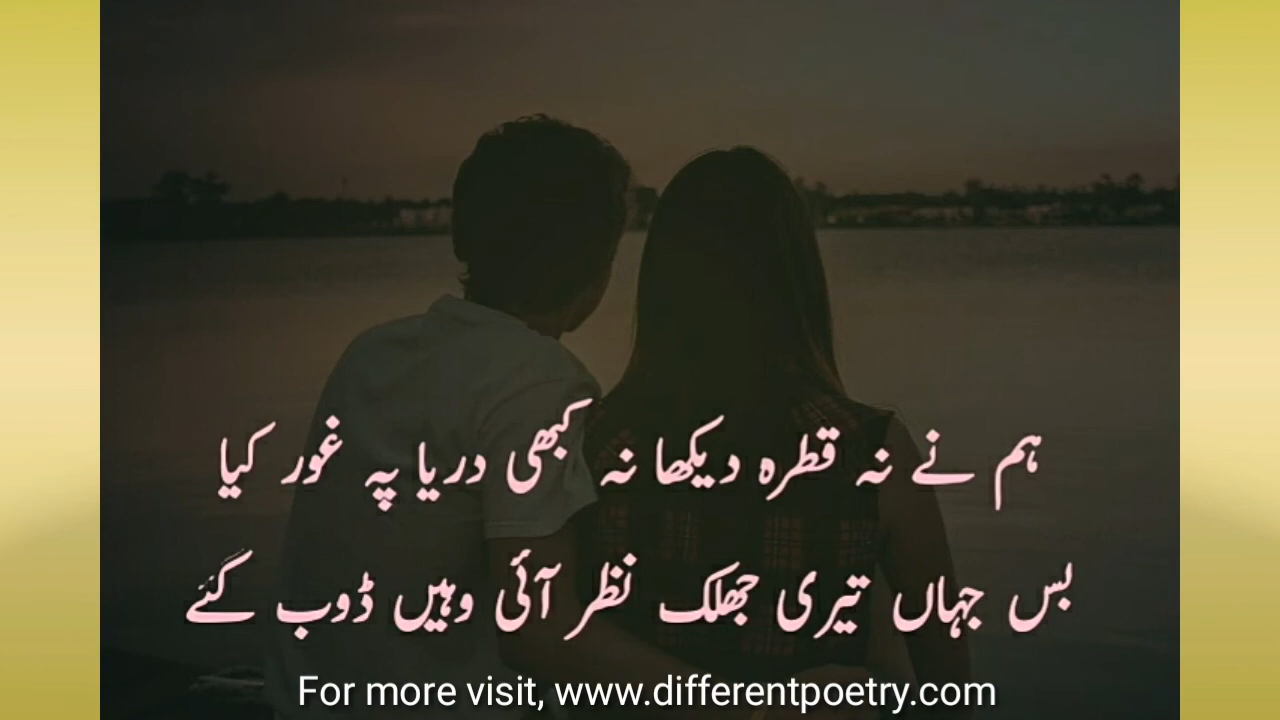 ہم نے نہ قطرہ دیکھا نہ کبھی دریا پہ غور کیا
بس جہاں تیری جھلک نظر آئی وہیں ڈوب گئے
For more visit, www.differentpoetry.com